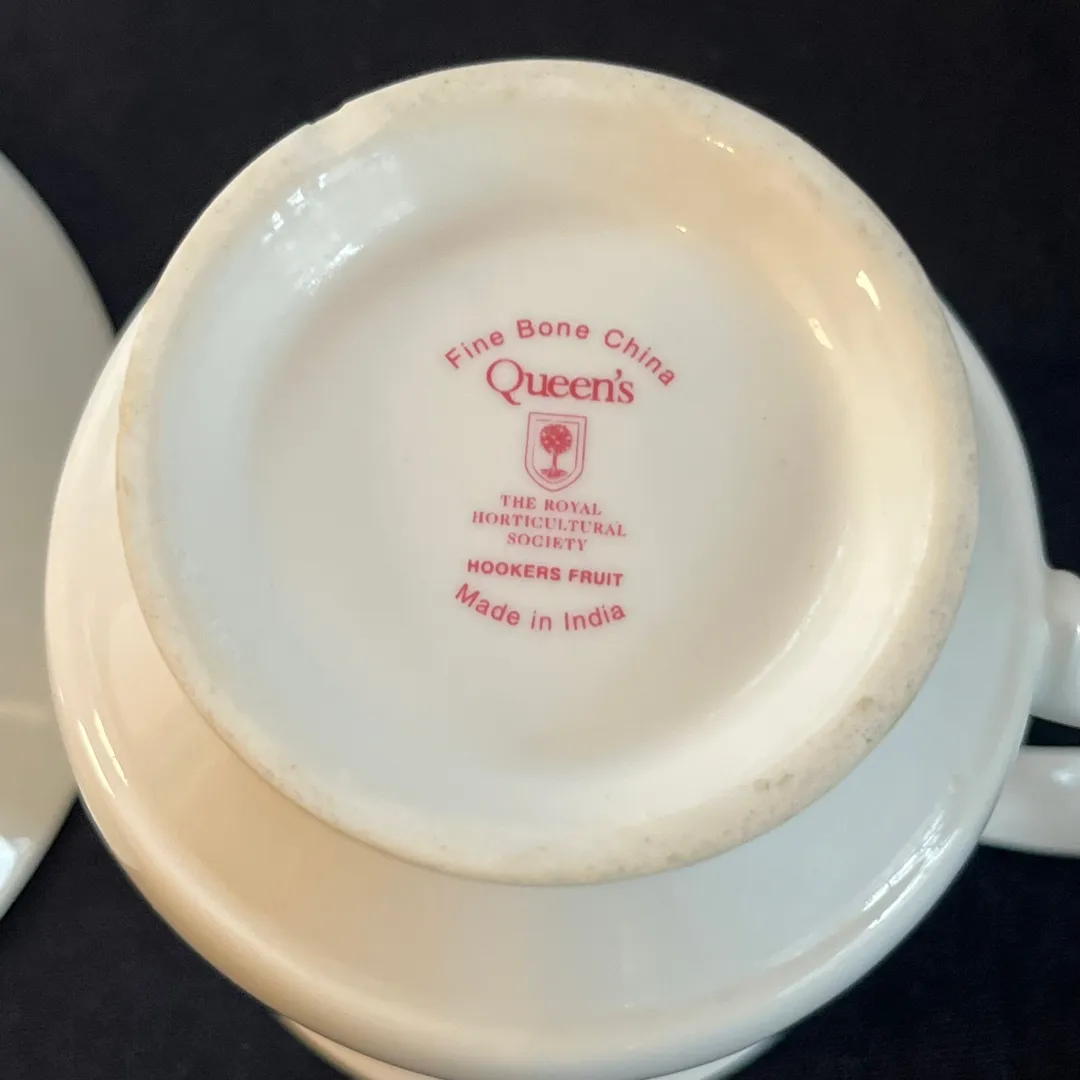 Fine Bone China
Queen's
THE ROYAL
HORTICULTURAL
SOCIETY
HOOKERS FRUIT
Made in India